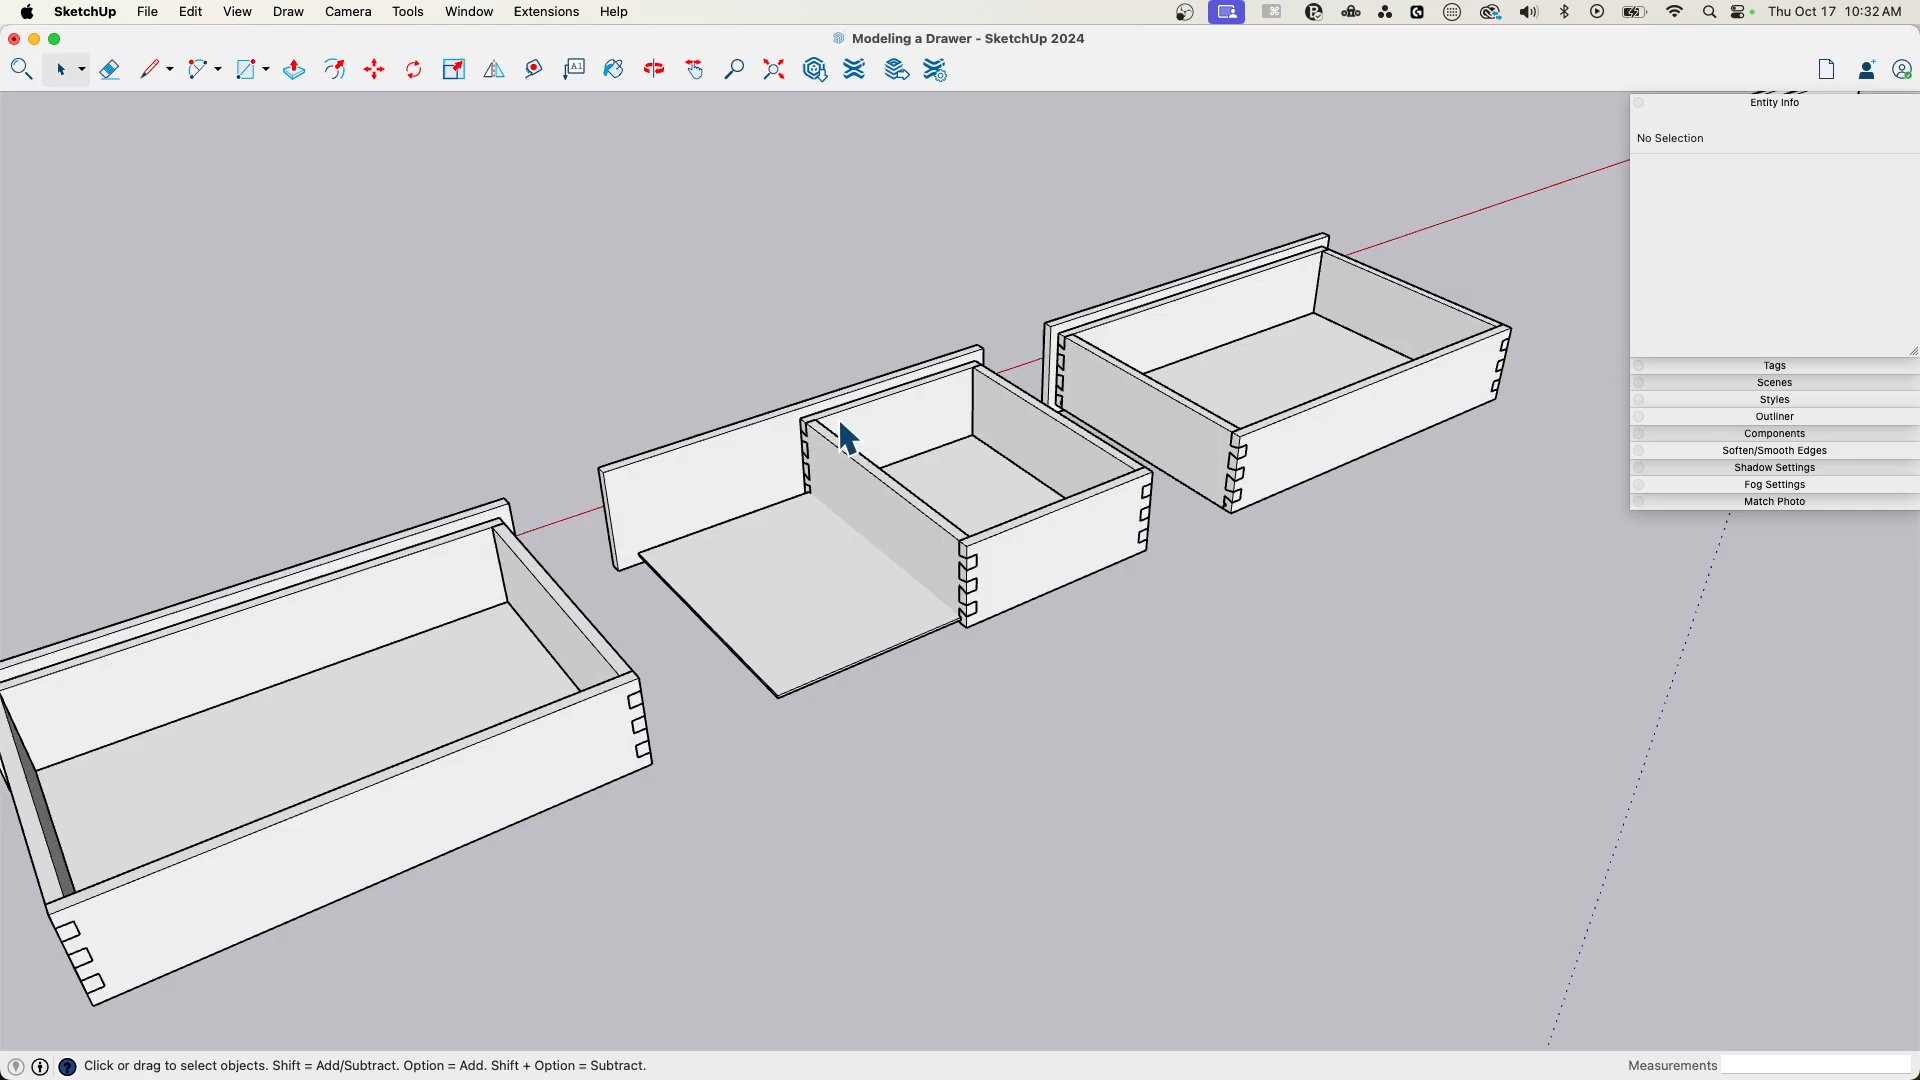 SketchUp File Edit View Draw Camera Tools Window Extensions Help Thu Oct 17 10:32 AM
Modeling a Drawer - SketchUp 2024
A1
Entity Info
No Selection
Tags
Scenes
Styles
Outliner
Components
Soften/Smooth Edges
Shadow Settings
Fog Settings
Match Photo
Click or drag to select objects. Shift = Add/Subtract. Option = Add. Shift + Option = Subtract. Measurements